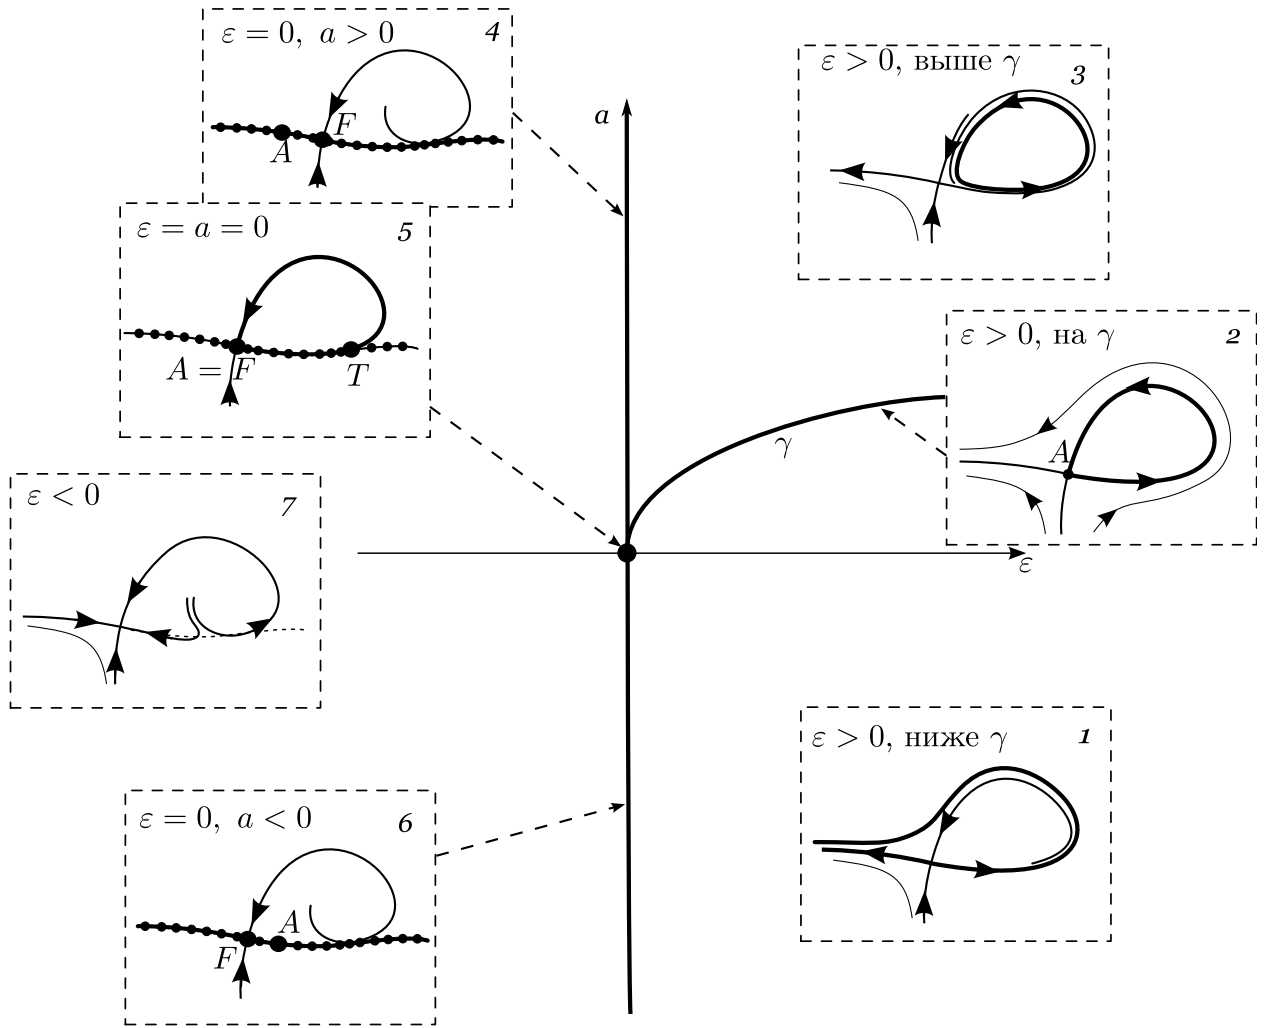 ε = 0, a > 0 4
F
A
ε > 0, выше γ 3
a
ε = a = 0 5
A = F
T
ε > 0, на γ 2
A
γ
ε
ε < 0 7
ε > 0, ниже γ 1
ε = 0, a < 0 6
A
F